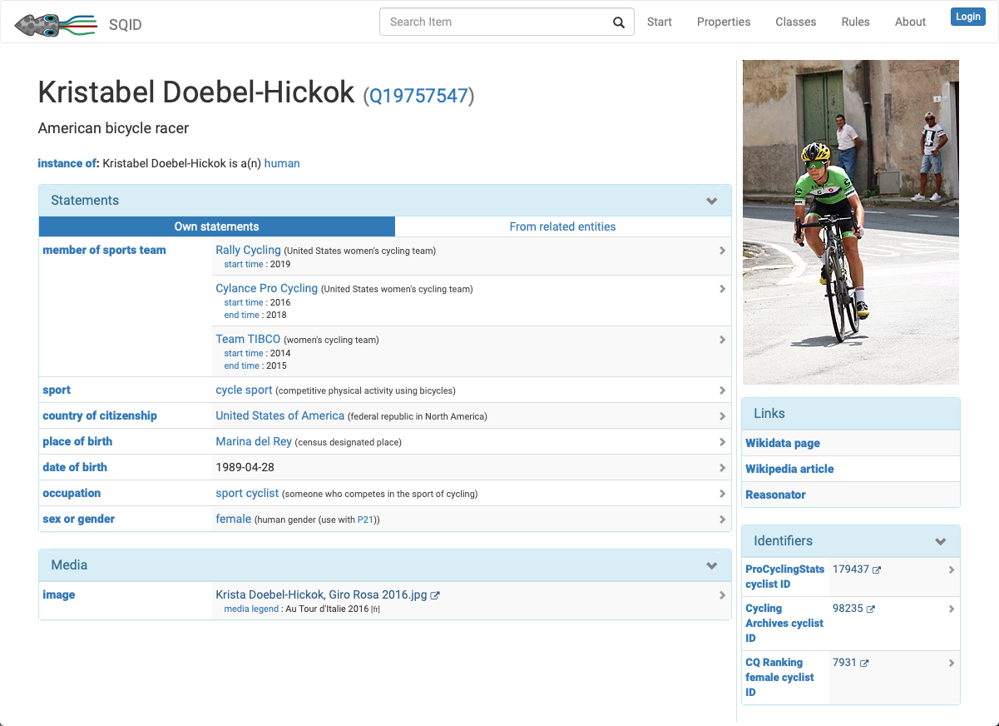 SQID
Search Item
Start
Properties
Classes
Rules
About
Login
Kristabel Doebel-Hickok (Q19757547)
American bicycle racer
instance of: Kristabel Doebel-Hickok is a(n) human
Statements
Own statements
From related entities
member of sports team
Rally Cycling (United States women's cycling team)
start time : 2019
Cylance Pro Cycling (United States women's cycling team)
start time : 2016
end time : 2018
Team TIBCO (women's cycling team)
start time : 2014
end time : 2015
sport
cycle sport (competitive physical activity using bicycles)
country of citizenship
United States of America (federal republic in North America)
place of birth
Marina del Rey (census designated place)
date of birth
1989-04-28
occupation
sport cyclist (someone who competes in the sport of cycling)
sex or gender
female (human gender (use with P21))
Media
image
Krista Doebel-Hickok, Giro Rosa 2016.jpg
media legend : Au Tour d'Italie 2016 [fr]
Links
Wikidata page
Wikipedia article
Reasonator
Identifiers
ProCyclingStats
cyclist ID
179437
Cycling
Archives cyclist
ID
98235
CQ Ranking
female cyclist
ID
7931